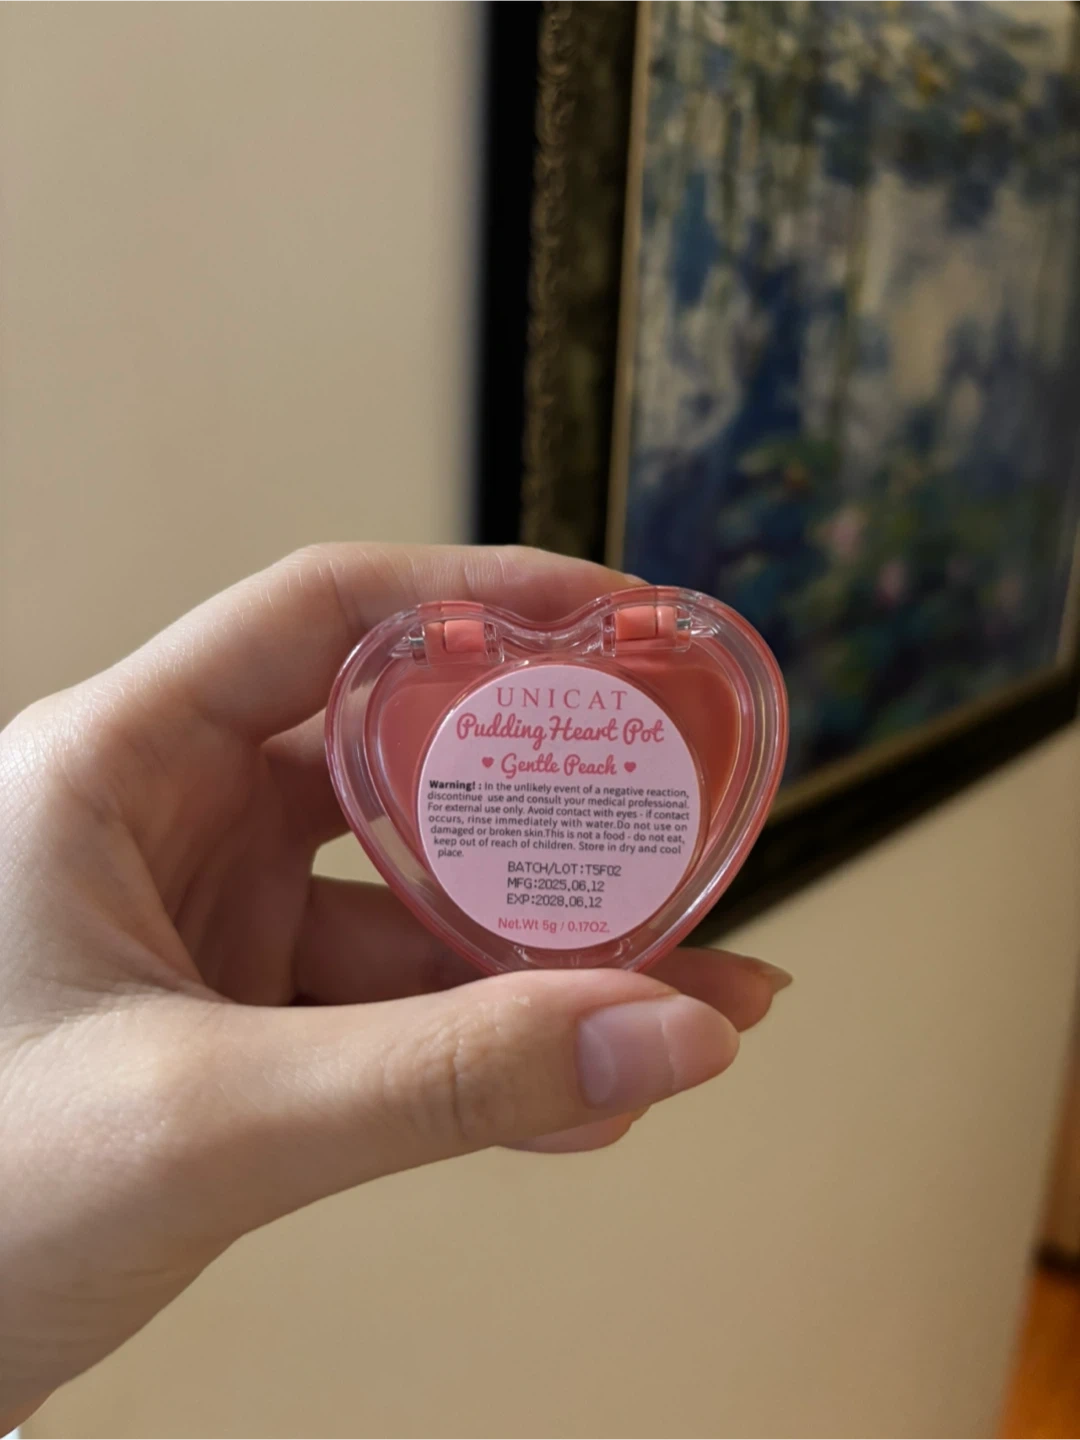 UNICAT
Pudding Heart Pot
♥ Gentle Peach ♥
Warning! : In the unlikely event of a negative reaction,
discontinue use and consult your medical professional.
For external use only. Avoid contact with eyes - if contact
occurs, rinse immediately with water.Do not use on
damaged or broken skin.This is not a food - do not eat,
keep out of reach of children. Store in dry and cool
place.
BATCH/LOT:T5F02
MFG:2025.06.12
EXP:2028.06.12
Net.Wt 5g / 0.17OZ.